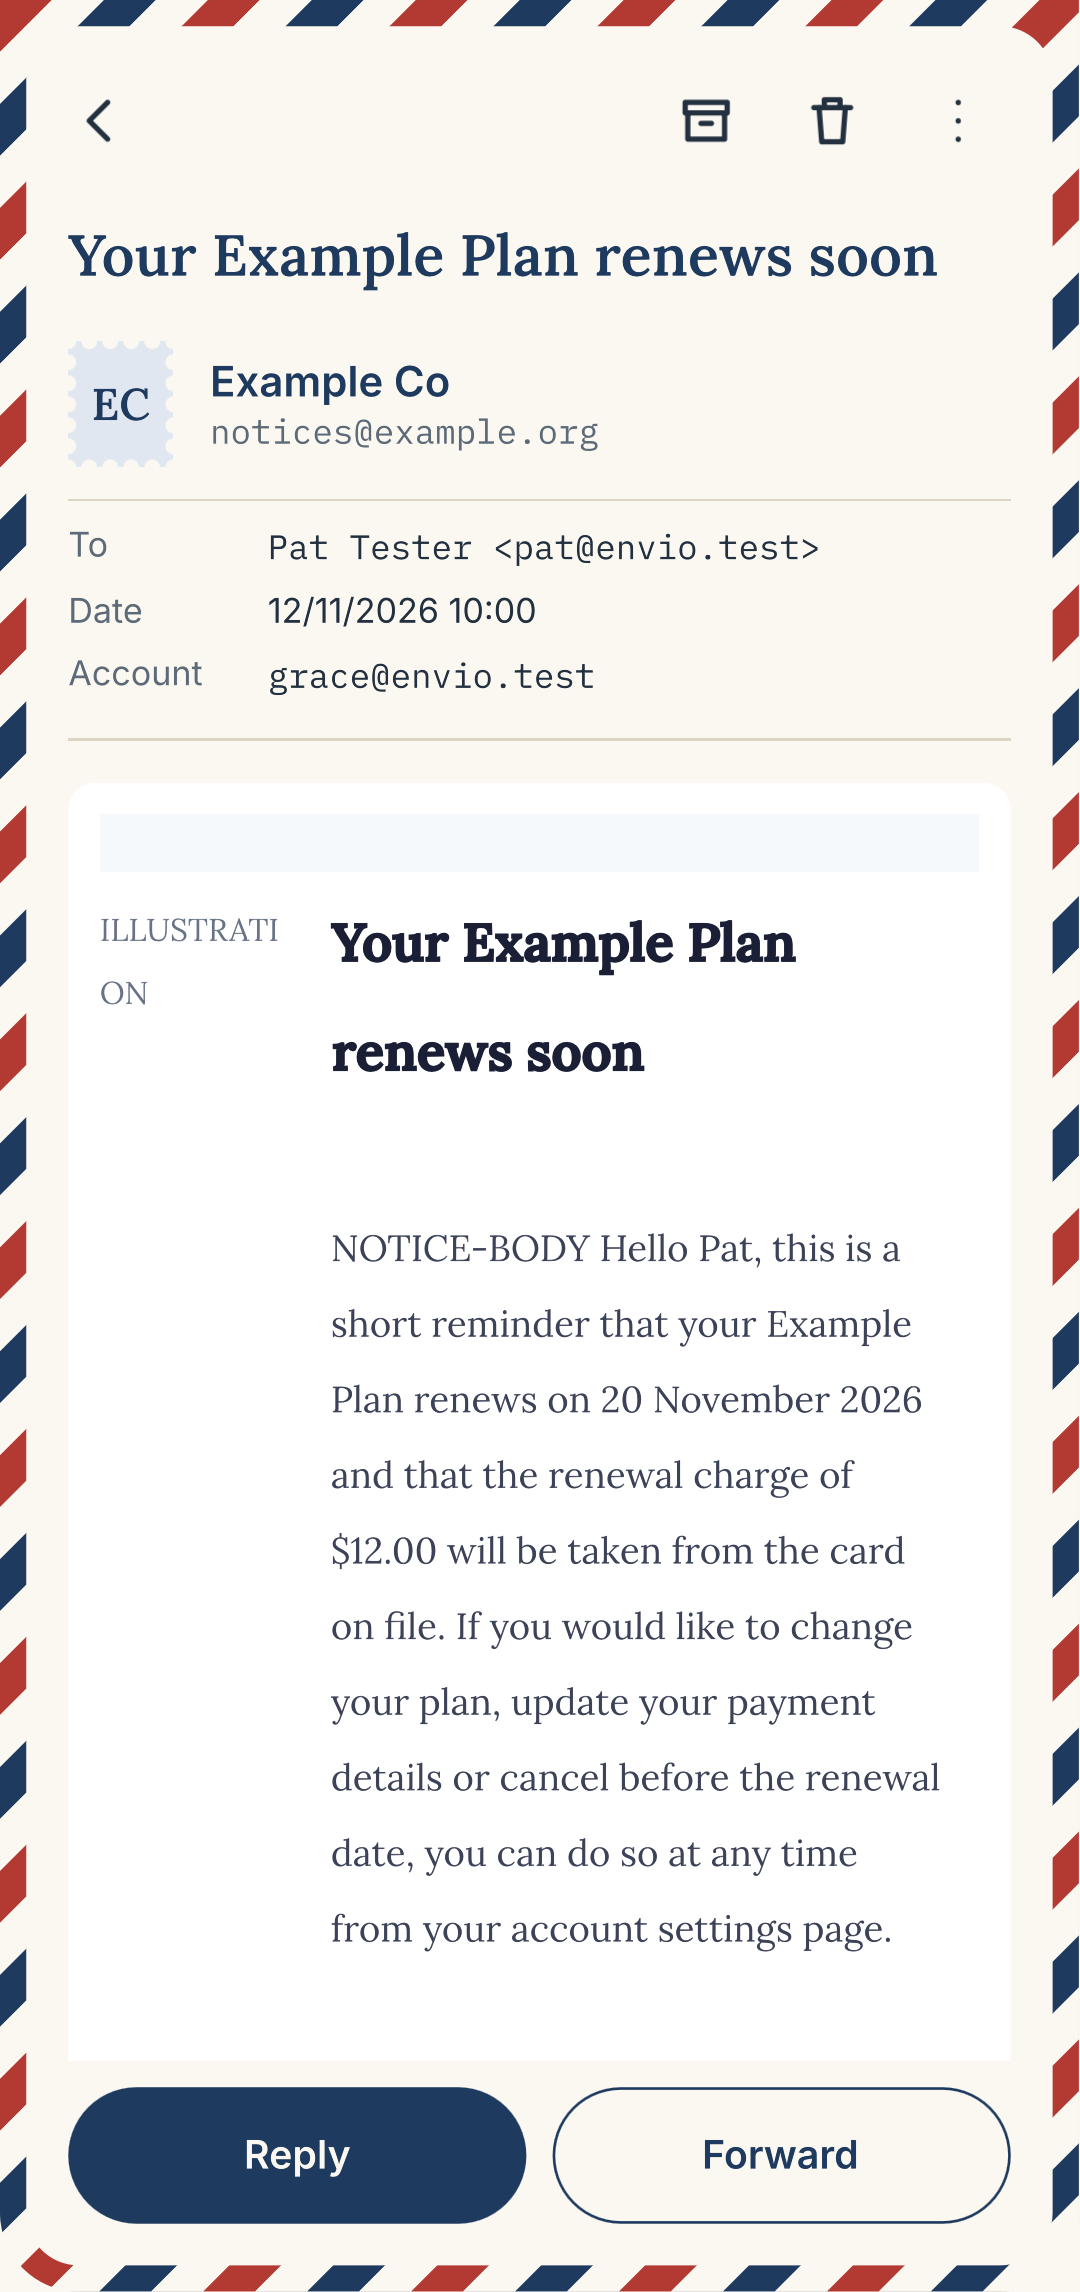 Your Example Plan renews soon
EC
Example Co
notices@example.org
To Pat Tester <pat@envio.test>
Date 12/11/2026 10:00
Account grace@envio.test
ILLUSTRATI
ON
Your Example Plan
renews soon
NOTICE-BODY Hello Pat, this is a
short reminder that your Example
Plan renews on 20 November 2026
and that the renewal charge of
$12.00 will be taken from the card
on file. If you would like to change
your plan, update your payment
details or cancel before the renewal
date, you can do so at any time
from your account settings page.
Reply Forward